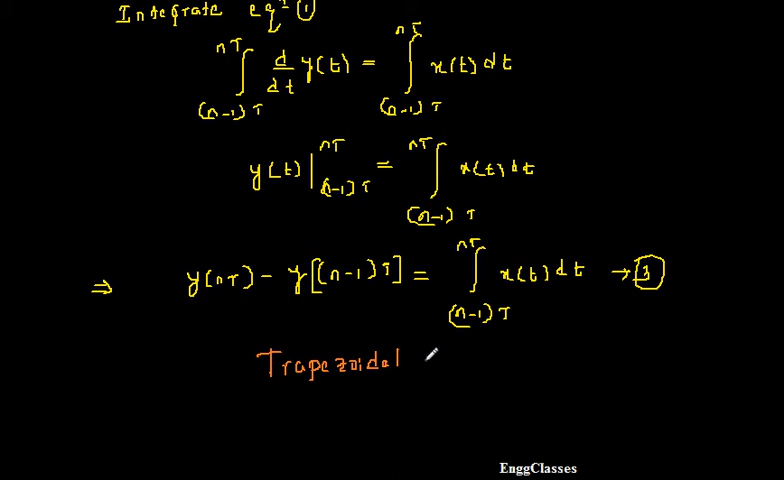 Integrate eqⁿ ①
∫_{(n-1)T}^{nT} d/dt y(t) = ∫_{(n-1)T}^{nT} x(t) dt
y(t) |_{(n-1)T}^{nT} = ∫_{(n-1)T}^{nT} x(t) dt
⇒ y(nT) - y[(n-1)T] = ∫_{(n-1)T}^{nT} x(t) dt → 3
Trapezoidal
EnggClasses